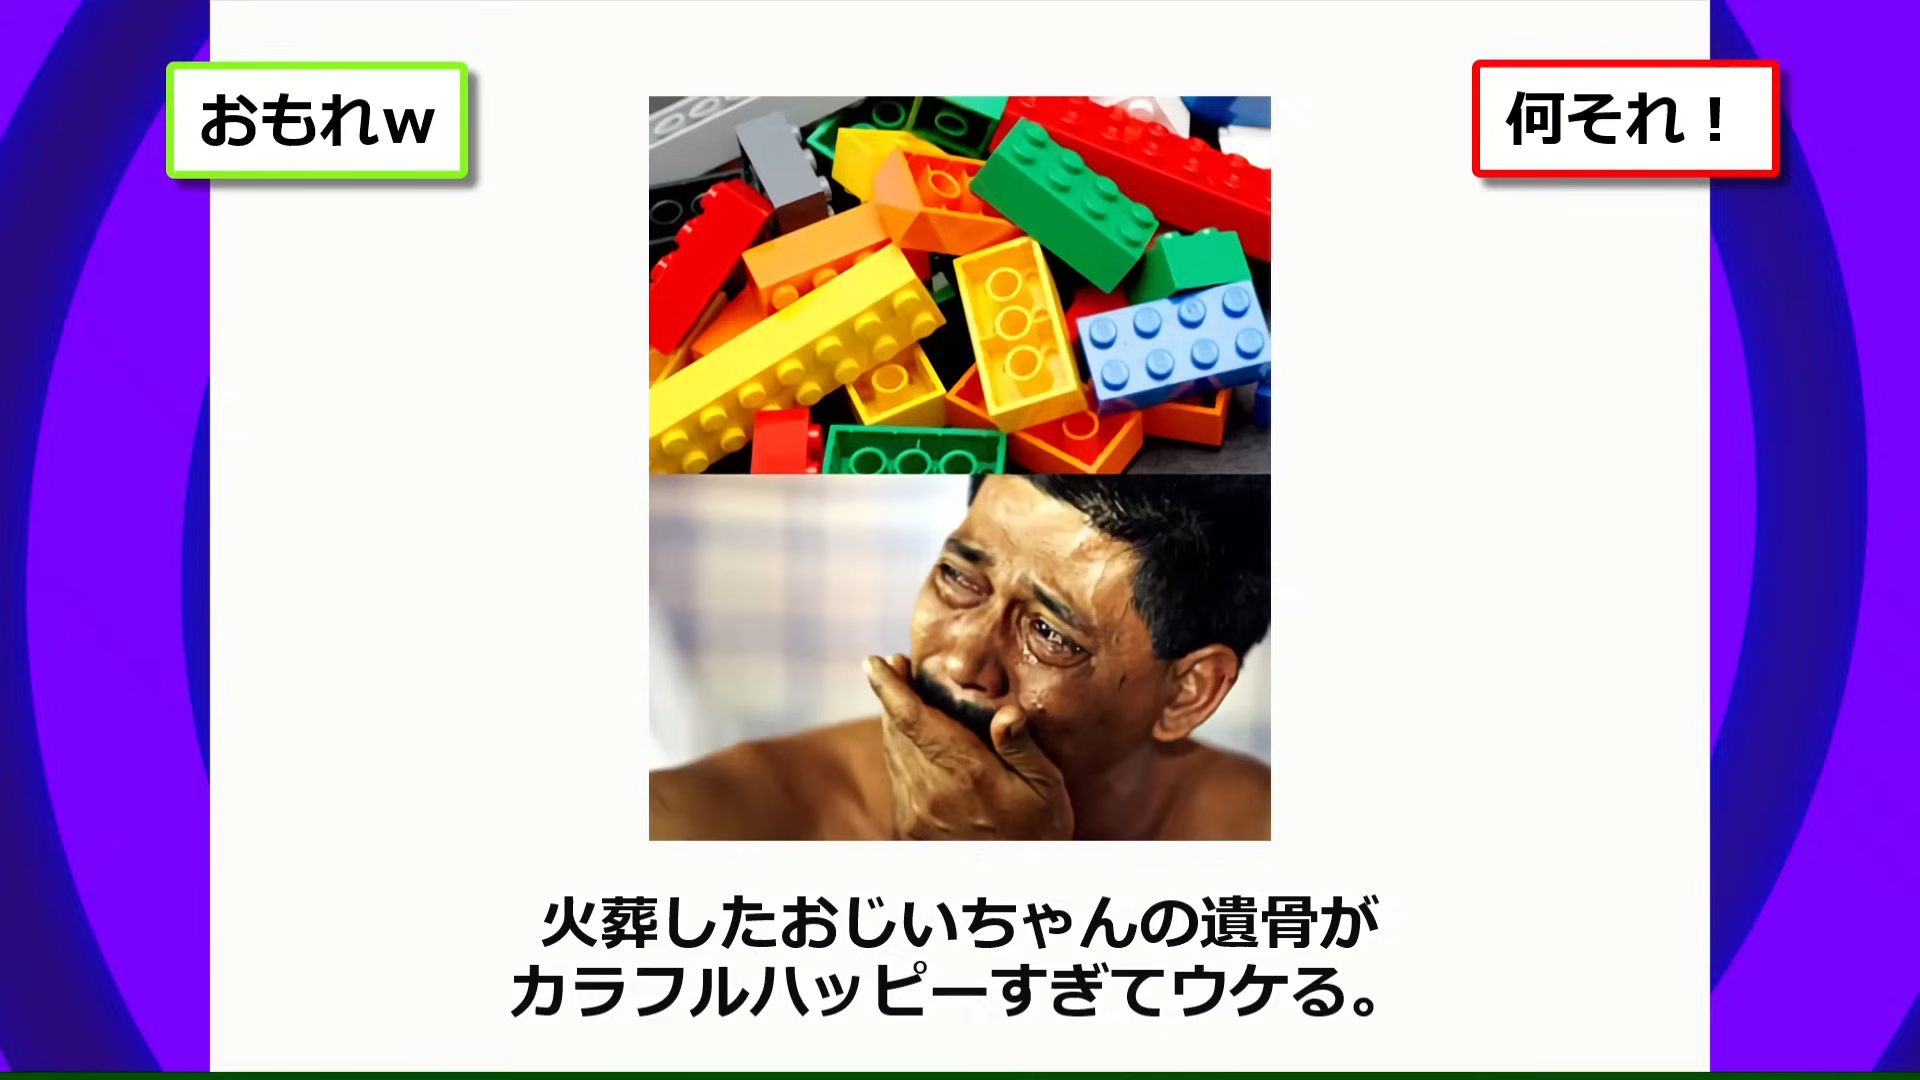 おもれw
何それ！
火葬したおじいちゃんの遺骨が
カラフルハッピーすぎてウケる。